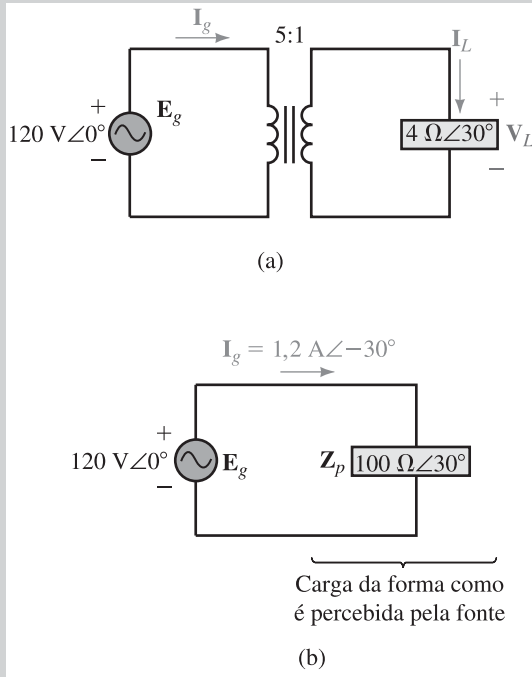 I_g
5:1
I_L
+
E_g
+
120 V∠0°
4 Ω∠30°
V_L
−
−
(a)
I_g = 1,2 A∠−30°
+
120 V∠0°
E_g
Z_p
100 Ω∠30°
−
Carga da forma como
é percebida pela fonte
(b)